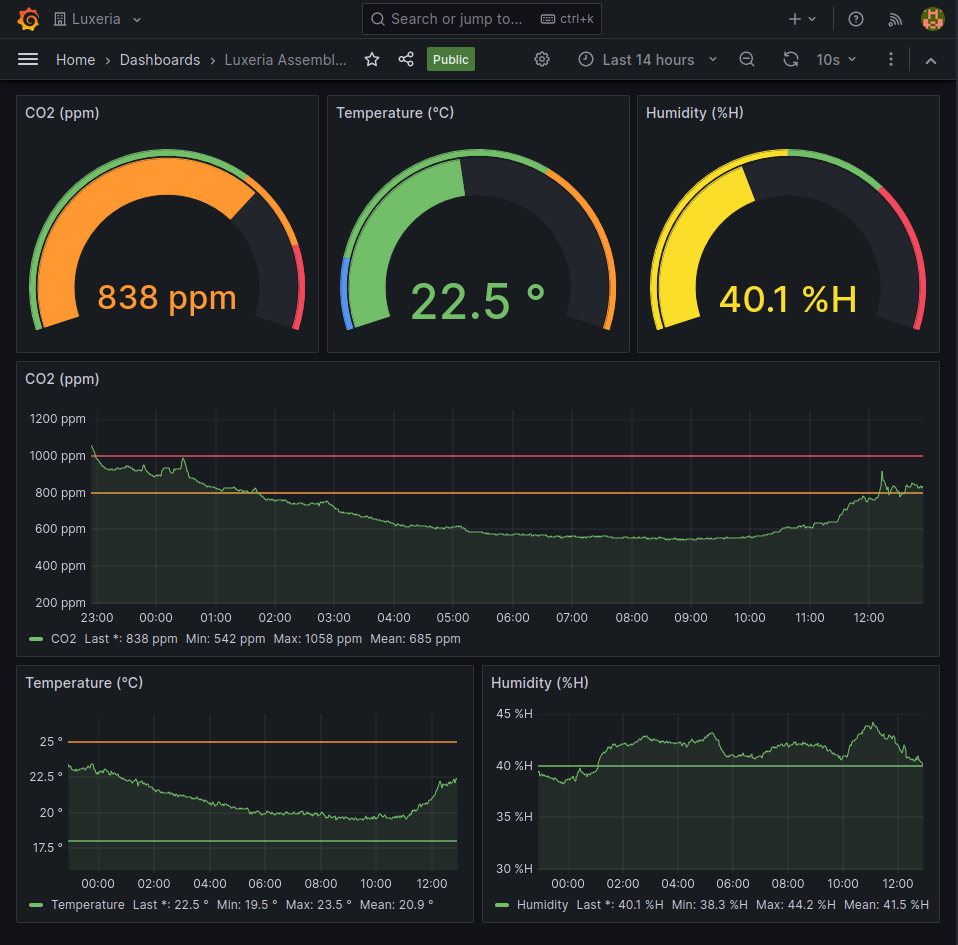 Luxeria
Search or jump to...
ctrl+k
Home › Dashboards › Luxeria Assembl...
Public
Last 14 hours
10s
CO2 (ppm)
838 ppm
Temperature (°C)
22.5 °
Humidity (%H)
40.1 %H
CO2 (ppm)
1200 ppm
1000 ppm
800 ppm
600 ppm
400 ppm
200 ppm
23:00 00:00 01:00 02:00 03:00 04:00 05:00 06:00 07:00 08:00 09:00 10:00 11:00 12:00
CO2 Last *: 838 ppm Min: 542 ppm Max: 1058 ppm Mean: 685 ppm
Temperature (°C)
25 °
22.5 °
20 °
17.5 °
00:00 02:00 04:00 06:00 08:00 10:00 12:00
Temperature Last *: 22.5 ° Min: 19.5 ° Max: 23.5 ° Mean: 20.9 °
Humidity (%H)
45 %H
40 %H
35 %H
30 %H
00:00 02:00 04:00 06:00 08:00 10:00 12:00
Humidity Last *: 40.1 %H Min: 38.3 %H Max: 44.2 %H Mean: 41.5 %H